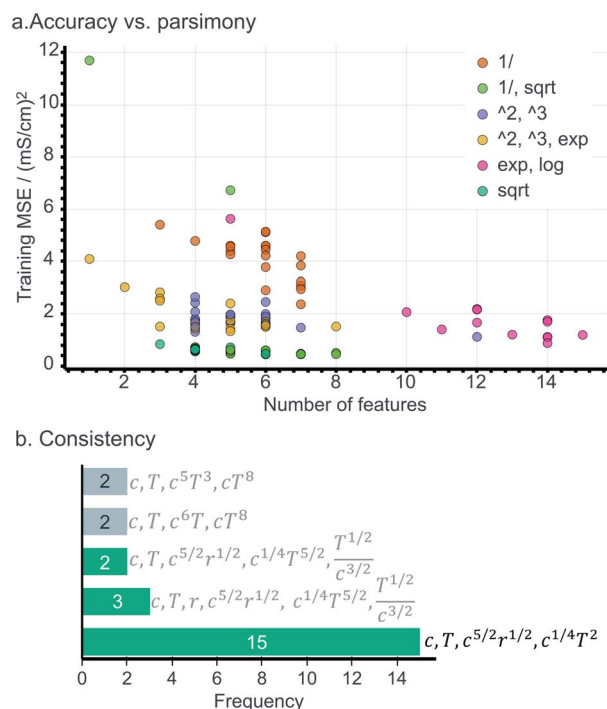 a.Accuracy vs. parsimony
12
10
8
6
4
2
0
Training MSE / (mS/cm)²
2 4 6 8 10 12 14
Number of features
1/
1/, sqrt
^2, ^3
^2, ^3, exp
exp, log
sqrt
b. Consistency
2 c, T, c⁵T³, cT⁸
2 c, T, c⁶T, cT⁸
2 c, T, c^{5/2}r^{1/2}, c^{1/4}T^{5/2}, T^{1/2}/c^{3/2}
3 c, T, r, c^{5/2}r^{1/2}, c^{1/4}T^{5/2}, T^{1/2}/c^{3/2}
15 c, T, c^{5/2}r^{1/2}, c^{1/4}T²
0 2 4 6 8 10 12 14
Frequency